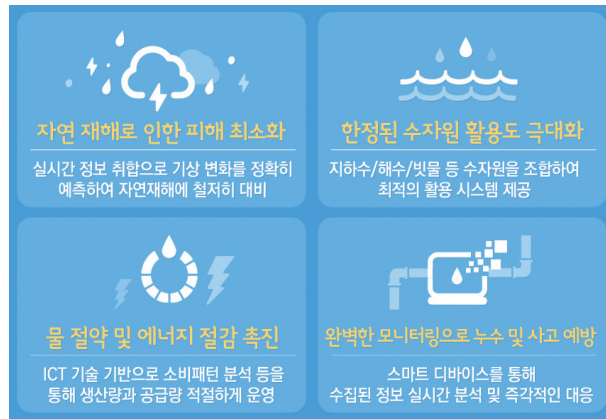 자연 재해로 인한 피해 최소화
실시간 정보 취합으로 기상 변화를 정확히
예측하여 자연재해에 철저히 대비
한정된 수자원 활용도 극대화
지하수/해수/빗물 등 수자원을 조합하여
최적의 활용 시스템 제공
물 절약 및 에너지 절감 촉진
ICT 기술 기반으로 소비패턴 분석 등을
통해 생산량과 공급량 적절하게 운영
완벽한 모니터링으로 누수 및 사고 예방
스마트 디바이스를 통해
수집된 정보 실시간 분석 및 즉각적인 대응